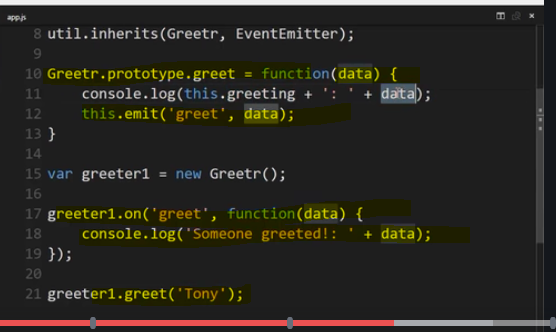 app.js
8 util.inherits(Greetr, EventEmitter);
9
10 Greetr.prototype.greet = function(data) {
11 console.log(this.greeting + ': ' + data);
12 this.emit('greet', data);
13 }
14
15 var greeter1 = new Greetr();
16
17 greeter1.on('greet', function(data) {
18 console.log('Someone greeted!: ' + data);
19 });
20
21 greeter1.greet('Tony');